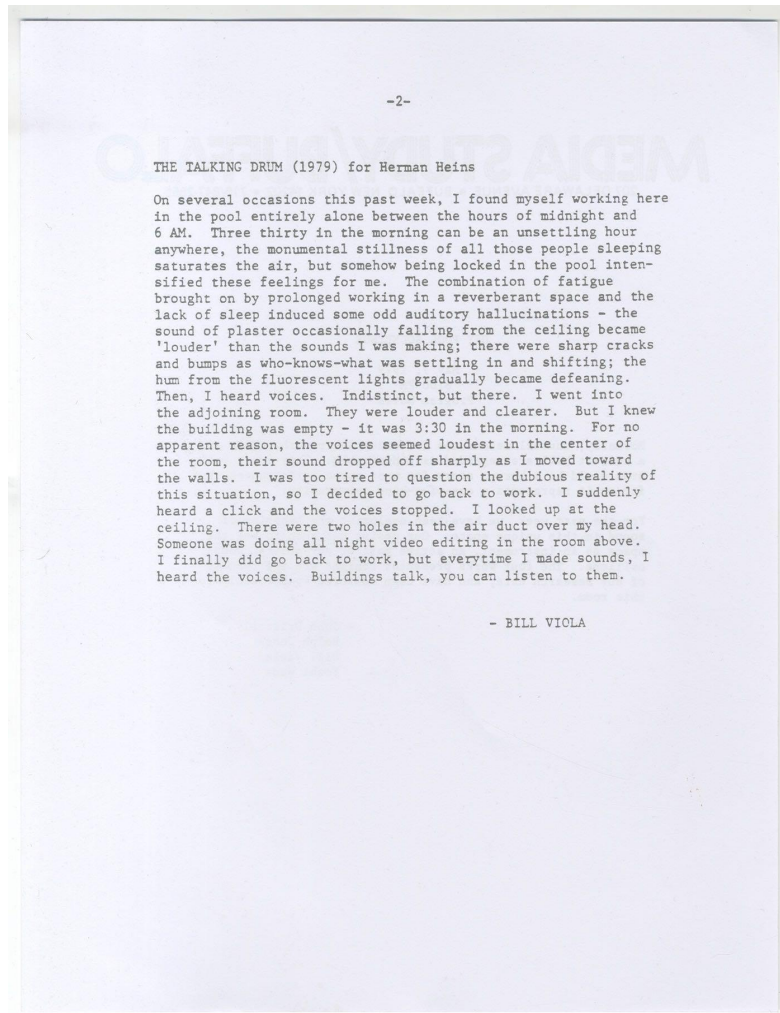 -2-
THE TALKING DRUM (1979) for Herman Heins
On several occasions this past week, I found myself working here
in the pool entirely alone between the hours of midnight and
6 AM. Three thirty in the morning can be an unsettling hour
anywhere, the monumental stillness of all those people sleeping
saturates the air, but somehow being locked in the pool inten-
sified these feelings for me. The combination of fatigue
brought on by prolonged working in a reverberant space and the
lack of sleep induced some odd auditory hallucinations - the
sound of plaster occasionally falling from the ceiling became
'louder' than the sounds I was making; there were sharp cracks
and bumps as who-knows-what was settling in and shifting; the
hum from the fluorescent lights gradually became defeaning.
Then, I heard voices. Indistinct, but there. I went into
the adjoining room. They were louder and clearer. But I knew
the building was empty - it was 3:30 in the morning. For no
apparent reason, the voices seemed loudest in the center of
the room, their sound dropped off sharply as I moved toward
the walls. I was too tired to question the dubious reality of
this situation, so I decided to go back to work. I suddenly
heard a click and the voices stopped. I looked up at the
ceiling. There were two holes in the air duct over my head.
Someone was doing all night video editing in the room above.
I finally did go back to work, but everytime I made sounds, I
heard the voices. Buildings talk, you can listen to them.
- BILL VIOLA
MEDIA STUDY/BUFFALO